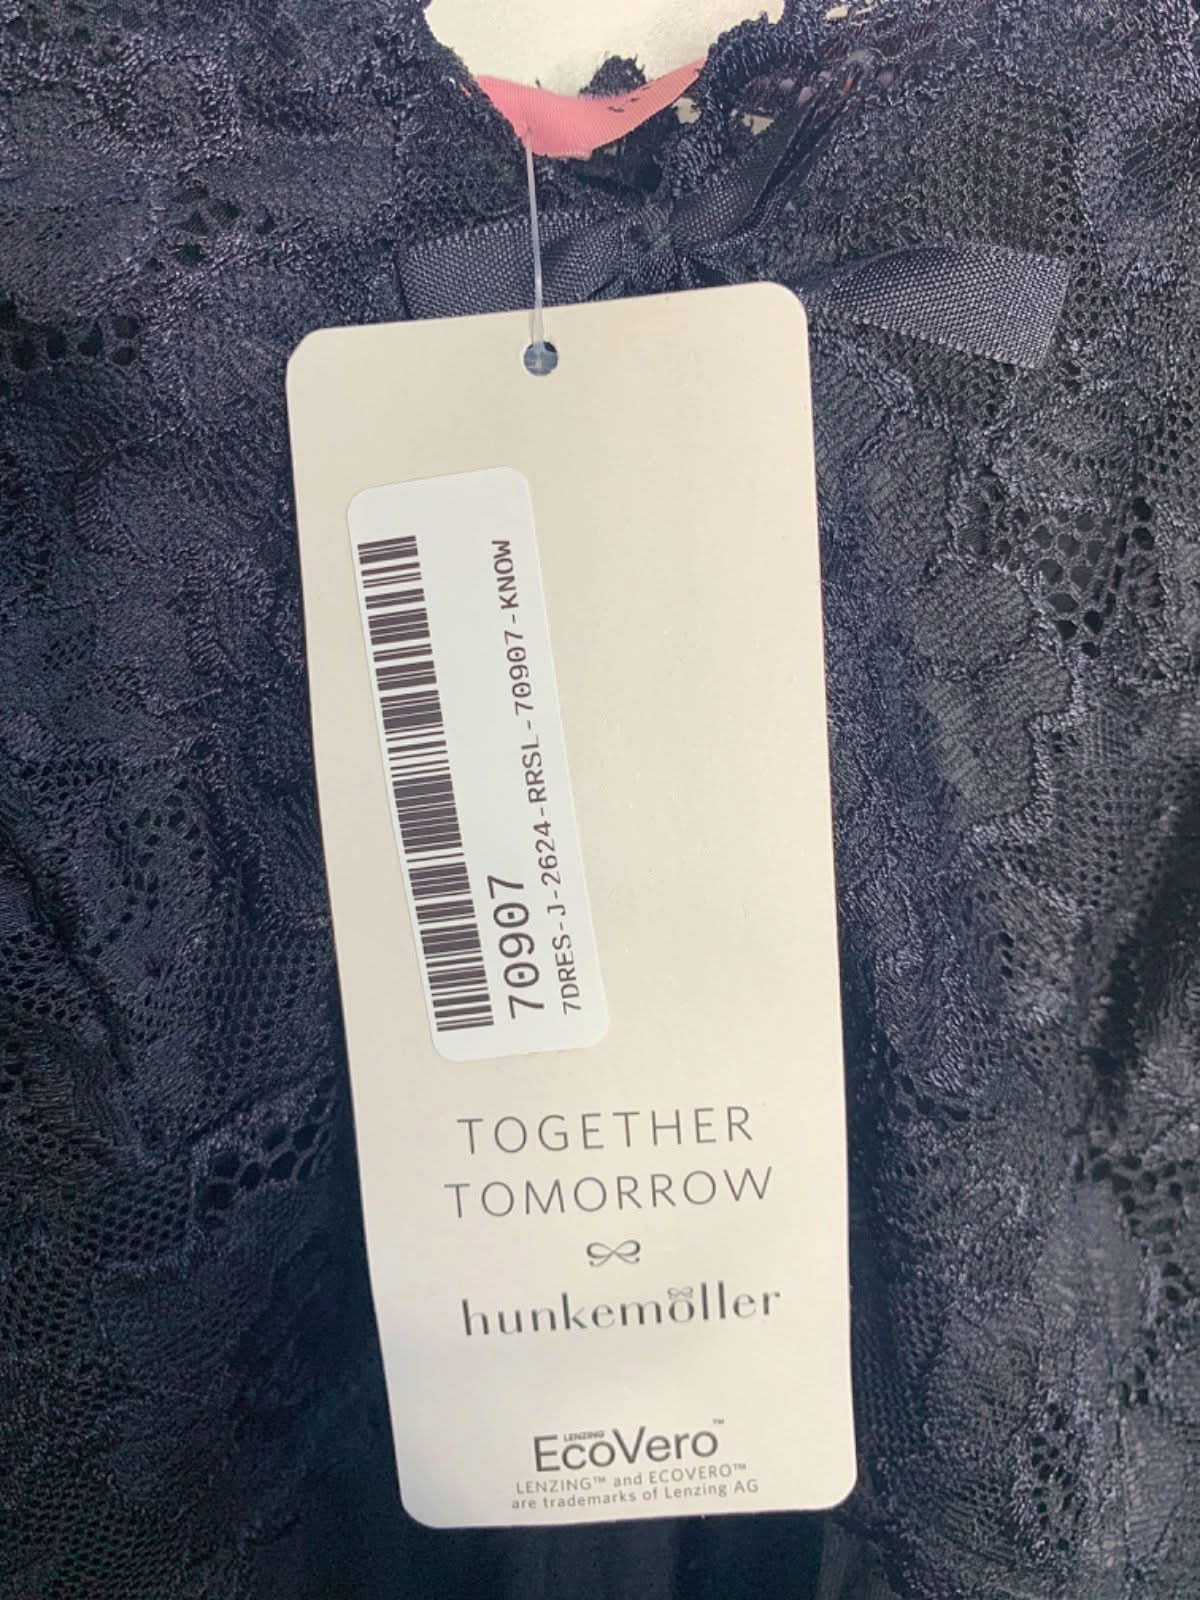 70907
7DRES-J-2624-RRSL-70907-KNOW
TOGETHER
TOMORROW
hunkemöller
LENZING
EcoVero™
LENZING™ and ECOVERO™
are trademarks of Lenzing AG